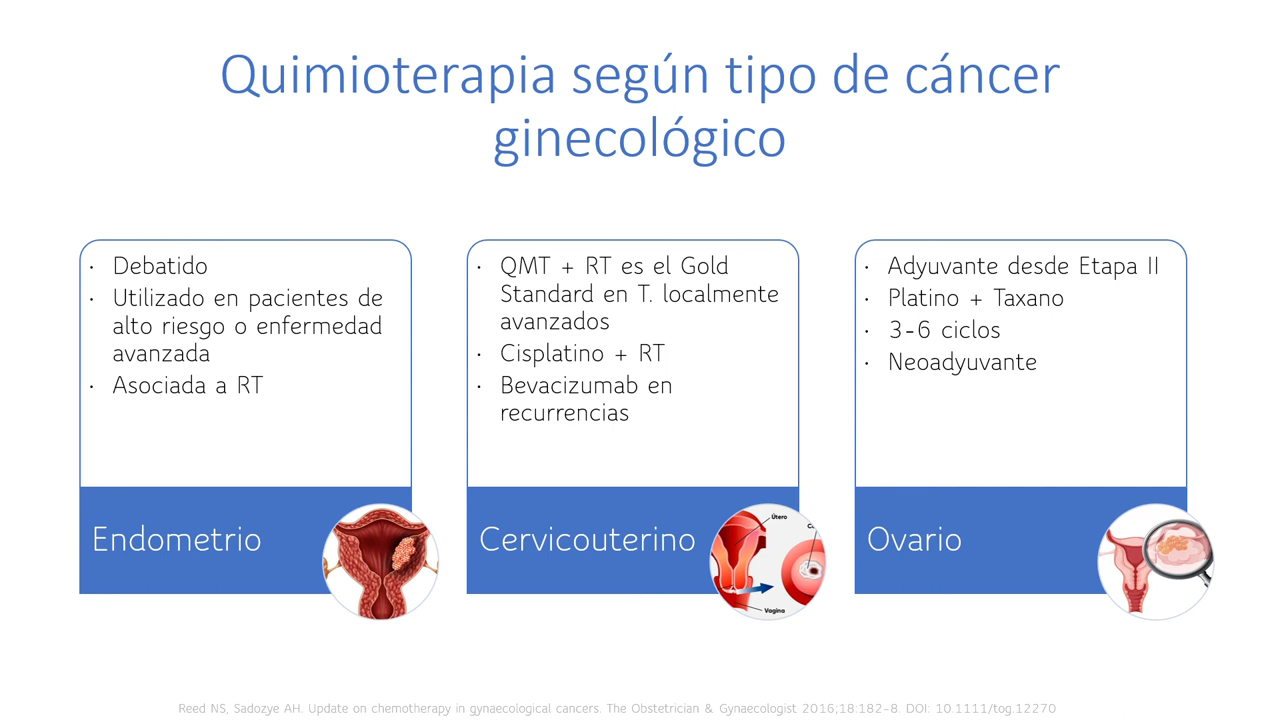 Quimioterapia según tipo de cáncer
ginecológico
· Debatido
· Utilizado en pacientes de
alto riesgo o enfermedad
avanzada
· Asociada a RT
Endometrio
· QMT + RT es el Gold
Standard en T. localmente
avanzados
· Cisplatino + RT
· Bevacizumab en
recurrencias
Cervicouterino
Útero
Vagina
· Adyuvante desde Etapa II
· Platino + Taxano
· 3-6 ciclos
· Neoadyuvante
Ovario
Reed NS, Sadozye AH. Update on chemotherapy in gynaecological cancers. The Obstetrician & Gynaecologist 2016;18:182–8. DOI: 10.1111/tog.12270